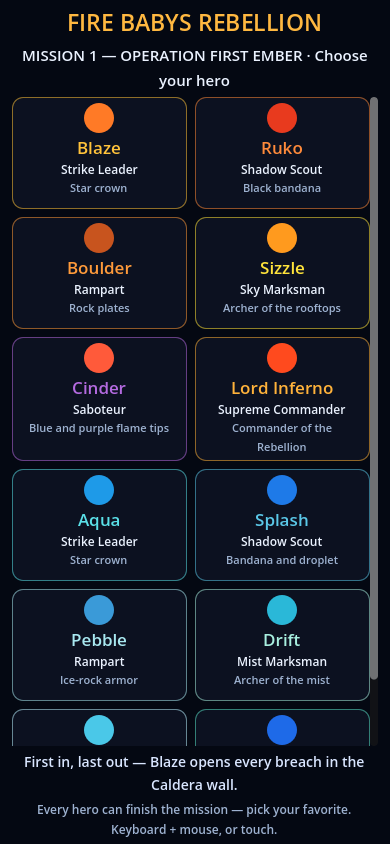 FIRE BABYS REBELLION
MISSION 1 — OPERATION FIRST EMBER · Choose
your hero
Blaze
Strike Leader
Star crown
Ruko
Shadow Scout
Black bandana
Boulder
Rampart
Rock plates
Sizzle
Sky Marksman
Archer of the rooftops
Cinder
Saboteur
Blue and purple flame tips
Lord Inferno
Supreme Commander
Commander of the
Rebellion
Aqua
Strike Leader
Star crown
Splash
Shadow Scout
Bandana and droplet
Pebble
Rampart
Ice-rock armor
Drift
Mist Marksman
Archer of the mist
First in, last out — Blaze opens every breach in the
Caldera wall.
Every hero can finish the mission — pick your favorite.
Keyboard + mouse, or touch.